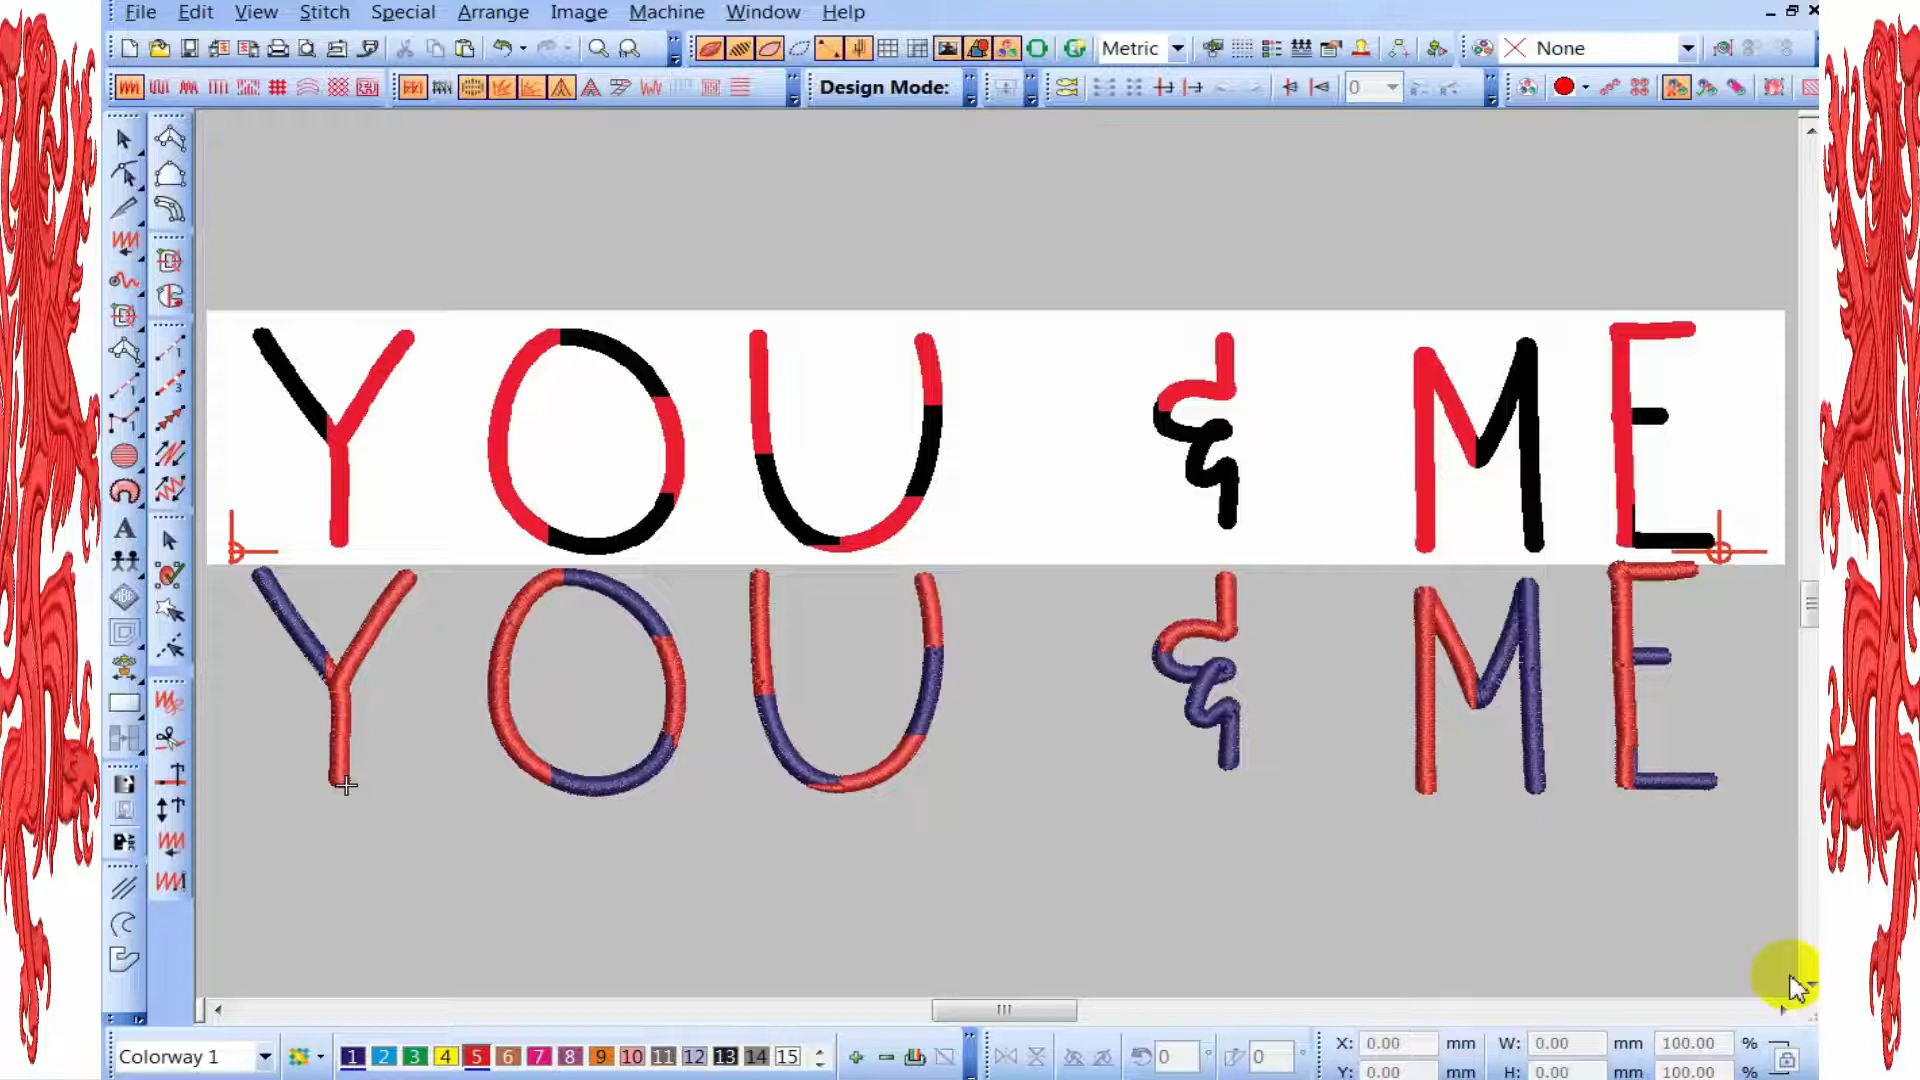 File Edit View Stitch Special Arrange Image Machine Window Help
Metric None
Design Mode: 0
YOU & ME
YOU & ME
Colorway 1 1 2 3 4 5 6 7 8 9 10 11 12 13 14 15 0 ° 0 ° X: 0.00 mm W: 0.00 mm 100.00 %
Y: 0.00 mm H: 0.00 mm 100.00 %